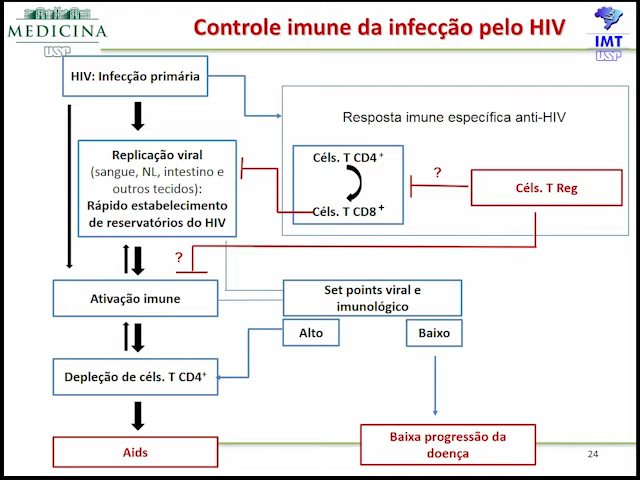 MEDICINA
USP
Controle imune da infecção pelo HIV
IMT
USP
HIV: Infecção primária
Resposta imune específica anti-HIV
Replicação viral
(sangue, NL, intestino e
outros tecidos):
Rápido estabelecimento
de reservatórios do HIV
Céls. T CD4+
Céls. T CD8+
?
Céls. T Reg
?
Ativação imune
Set points viral e
imunológico
Alto
Baixo
Depleção de céls. T CD4+
Aids
Baixa progressão da
doença
24